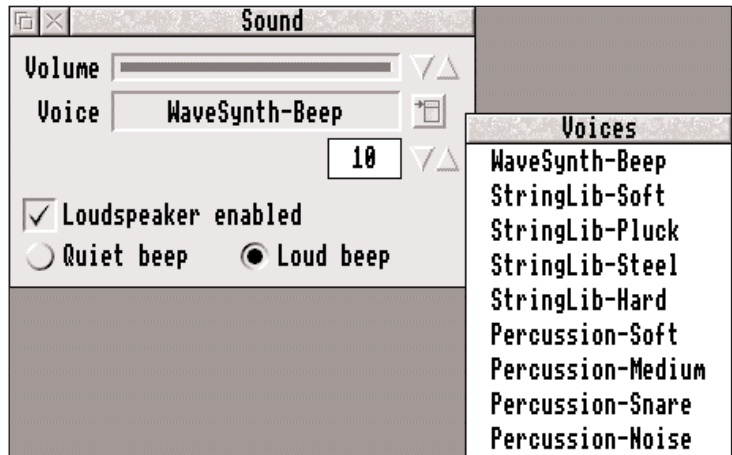 Sound
Volume
Voice WaveSynth-Beep
10
Loudspeaker enabled
Quiet beep Loud beep
Voices
WaveSynth-Beep
StringLib-Soft
StringLib-Pluck
StringLib-Steel
StringLib-Hard
Percussion-Soft
Percussion-Medium
Percussion-Snare
Percussion-Noise